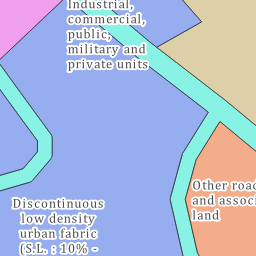 Industrial,
commercial,
public,
military and
private units
Other road
and associ
land
Discontinuous
low density
urban fabric
(S.L. : 10% -